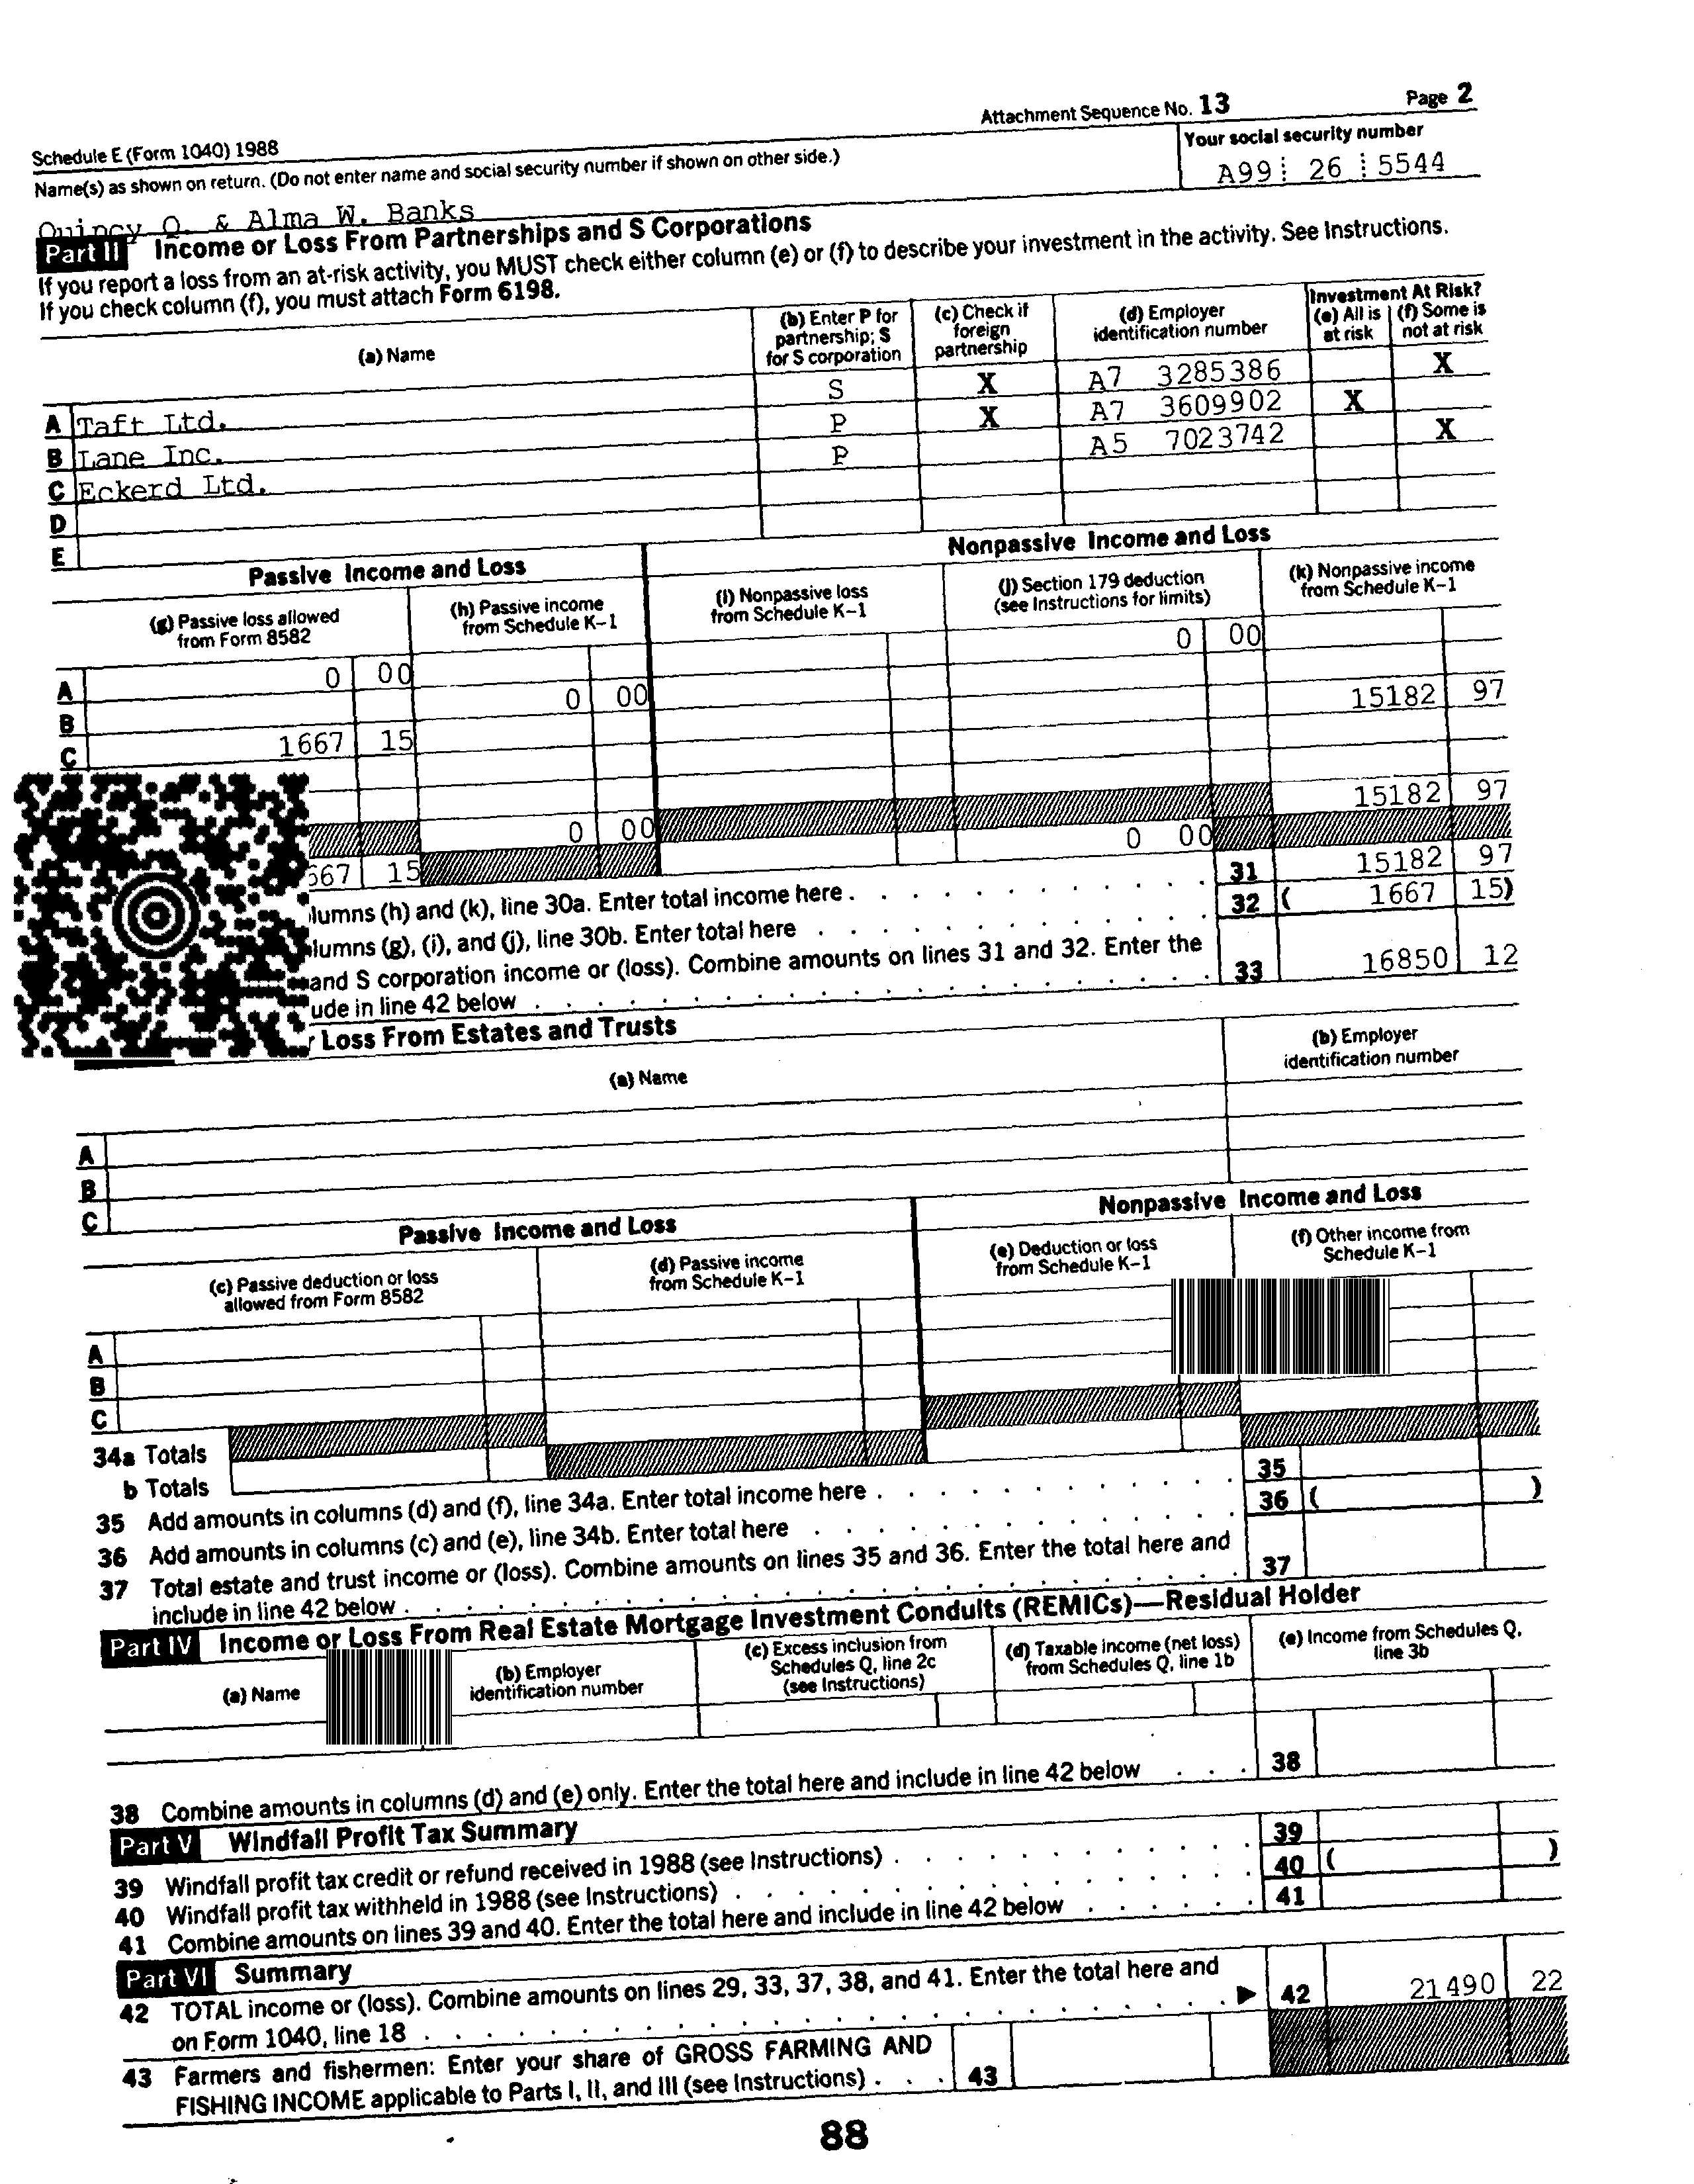 Attachment Sequence No. 13 Page 2
Schedule E (Form 1040) 1988
Name(s) as shown on return. (Do not enter name and social security number if shown on other side.)
Your social security number
Quincy Q. & Alma W. Banks
A99 26 5544
Part II Income or Loss From Partnerships and S Corporations
If you report a loss from an at-risk activity, you MUST check either column (e) or (f) to describe your investment in the activity. See Instructions.
If you check column (f), you must attach Form 6198.
(a) Name
(b) Enter P for partnership; S for S corporation
(c) Check if foreign partnership
(d) Employer identification number
Investment At Risk?
(e) All is at risk
(f) Some is not at risk
A Taft Ltd. S X A7 3285386 X
B Lane Inc. P X A7 3609902 X
C Eckerd Ltd. P A5 7023742 X
D
E
Passive Income and Loss
Nonpassive Income and Loss
(g) Passive loss allowed from Form 8582
(h) Passive income from Schedule K-1
(i) Nonpassive loss from Schedule K-1
(j) Section 179 deduction (see Instructions for limits)
(k) Nonpassive income from Schedule K-1
A 0 00 0 00
B 0 00 15182 97
C 1667 15
0 00 15182 97
667 15 0 00
lumns (h) and (k), line 30a. Enter total income here . 31 15182 97
lumns (g), (i), and (j), line 30b. Enter total here . 32 ( 1667 15)
and S corporation income or (loss). Combine amounts on lines 31 and 32. Enter the
ude in line 42 below . 33 16850 12
Loss From Estates and Trusts
(a) Name
(b) Employer identification number
A
B
C
Passive Income and Loss
Nonpassive Income and Loss
(c) Passive deduction or loss allowed from Form 8582
(d) Passive income from Schedule K-1
(e) Deduction or loss from Schedule K-1
(f) Other income from Schedule K-1
A
B
C
34a Totals
b Totals
35 Add amounts in columns (d) and (f), line 34a. Enter total income here . 35
36 Add amounts in columns (c) and (e), line 34b. Enter total here . 36 ( )
37 Total estate and trust income or (loss). Combine amounts on lines 35 and 36. Enter the total here and
include in line 42 below . 37
Part IV Income or Loss From Real Estate Mortgage Investment Conduits (REMICs)—Residual Holder
(a) Name
(b) Employer identification number
(c) Excess inclusion from Schedules Q, line 2c (see Instructions)
(d) Taxable income (net loss) from Schedules Q, line 1b
(e) Income from Schedules Q, line 3b
38 Combine amounts in columns (d) and (e) only. Enter the total here and include in line 42 below . . . 38
Part V Windfall Profit Tax Summary
39 Windfall profit tax credit or refund received in 1988 (see Instructions) . 39
40 Windfall profit tax withheld in 1988 (see Instructions) . 40 ( )
41 Combine amounts on lines 39 and 40. Enter the total here and include in line 42 below . 41
Part VI Summary
42 TOTAL income or (loss). Combine amounts on lines 29, 33, 37, 38, and 41. Enter the total here and
on Form 1040, line 18 . ▶ 42 21490 22
43 Farmers and fishermen: Enter your share of GROSS FARMING AND
FISHING INCOME applicable to Parts I, II, and III (see Instructions) . . . 43
88